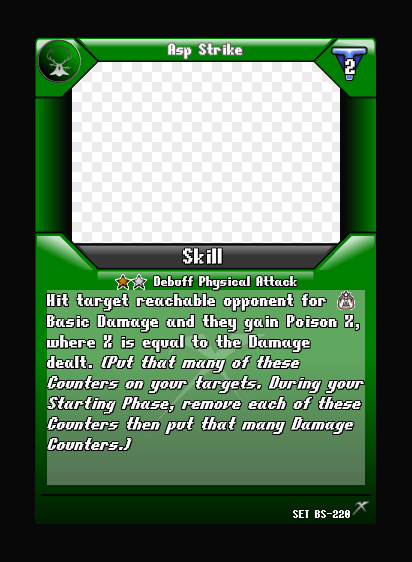 Asp Strike
2
Skill
Debuff Physical Attack
Hit target reachable opponent for
Basic Damage and they gain Poison X,
where X is equal to the Damage
dealt. (Put that many of these
Counters on your targets. During your
Starting Phase, remove each of these
Counters then put that many Damage
Counters.)
SET BS-220